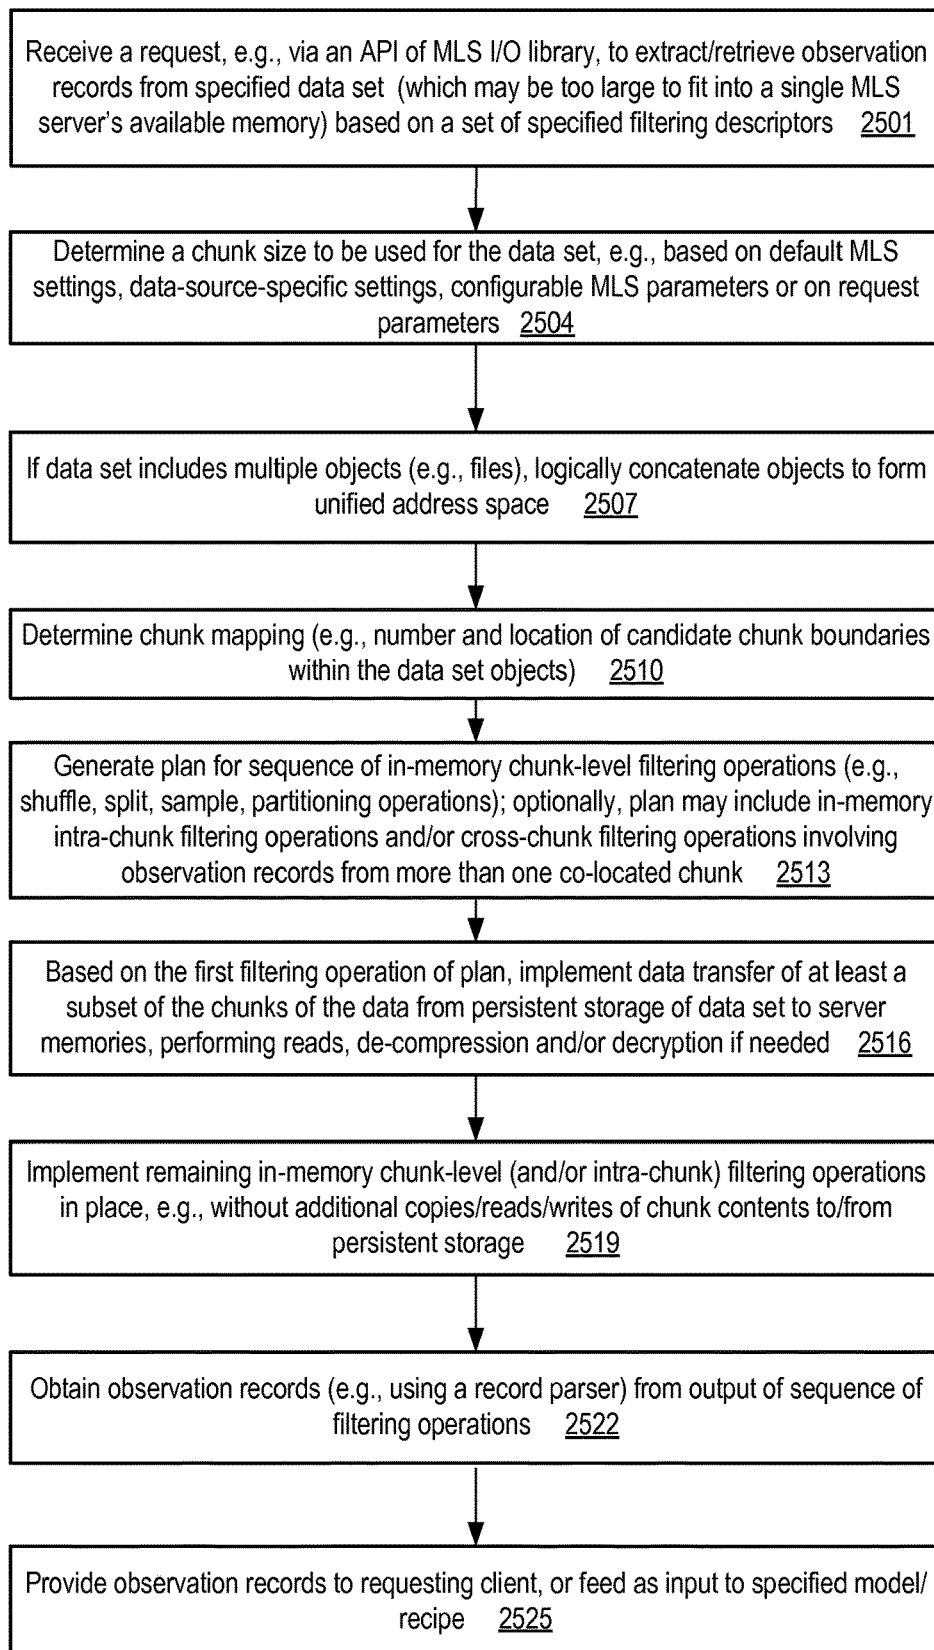 Receive a request, e.g., via an API of MLS I/O library, to extract/retrieve observation
records from specified data set (which may be too large to fit into a single MLS
server's available memory) based on a set of specified filtering descriptors 2501
Determine a chunk size to be used for the data set, e.g., based on default MLS
settings, data-source-specific settings, configurable MLS parameters or on request
parameters 2504
If data set includes multiple objects (e.g., files), logically concatenate objects to form
unified address space 2507
Determine chunk mapping (e.g., number and location of candidate chunk boundaries
within the data set objects) 2510
Generate plan for sequence of in-memory chunk-level filtering operations (e.g.,
shuffle, split, sample, partitioning operations); optionally, plan may include in-memory
intra-chunk filtering operations and/or cross-chunk filtering operations involving
observation records from more than one co-located chunk 2513
Based on the first filtering operation of plan, implement data transfer of at least a
subset of the chunks of the data from persistent storage of data set to server
memories, performing reads, de-compression and/or decryption if needed 2516
Implement remaining in-memory chunk-level (and/or intra-chunk) filtering operations
in place, e.g., without additional copies/reads/writes of chunk contents to/from
persistent storage 2519
Obtain observation records (e.g., using a record parser) from output of sequence of
filtering operations 2522
Provide observation records to requesting client, or feed as input to specified model/
recipe 2525